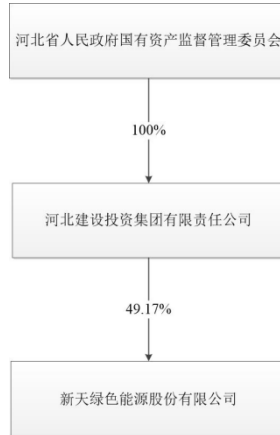 河北省人民政府国有资产监督管理委员会
100%
河北建设投资集团有限责任公司
49.17%
新天绿色能源股份有限公司